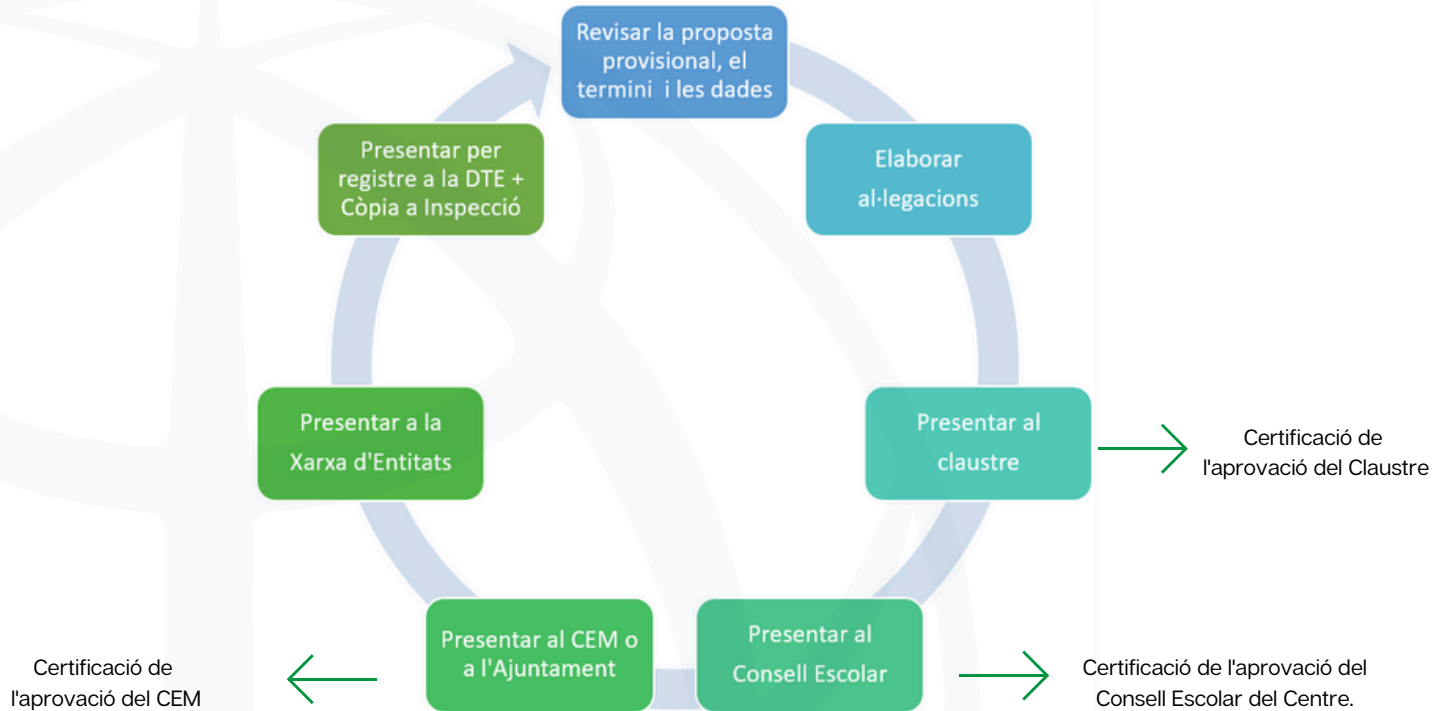 Revisar la proposta
provisional, el
termini i les dades
Elaborar
al·legacions
Presentar al
claustre
Certificació de
l'aprovació del Claustre
Presentar al
Consell Escolar
Certificació de l'aprovació del
Consell Escolar del Centre.
Presentar al CEM o
a l'Ajuntament
Certificació de
l'aprovació del CEM
Presentar a la
Xarxa d'Entitats
Presentar per
registre a la DTE +
Còpia a Inspecció